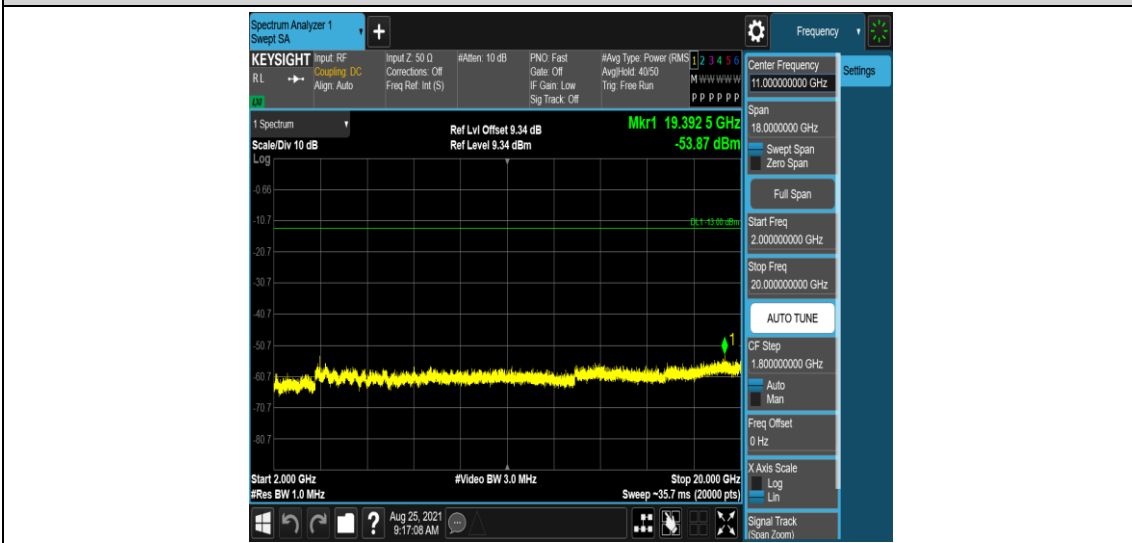 Spectrum Analyzer 1
Swept SA
+
Frequency
KEYSIGHT
RL
LXI
Input: RF
Coupling: DC
Align: Auto
Input Z: 50 Ω
Corrections: Off
Freq Ref: Int (S)
#Atten: 10 dB
PNO: Fast
Gate: Off
IF Gain: Low
Sig Track: Off
#Avg Type: Power (RMS
Avg|Hold: 40/50
Trig: Free Run
1 2 3 4 5 6
M W W W W W
P P P P P P
1 Spectrum
Scale/Div 10 dB
Log
Ref Lvl Offset 9.34 dB
Ref Level 9.34 dBm
Mkr1 19.392 5 GHz
-53.87 dBm
-0.66
-10.7
DL1 -13.00 dBm
-20.7
-30.7
-40.7
-50.7
1
-60.7
-70.7
-80.7
Start 2.000 GHz
#Res BW 1.0 MHz
#Video BW 3.0 MHz
Stop 20.000 GHz
Sweep ~35.7 ms (20000 pts)
Center Frequency
11.000000000 GHz
Settings
Span
18.0000000 GHz
Swept Span
Zero Span
Full Span
Start Freq
2.000000000 GHz
Stop Freq
20.000000000 GHz
AUTO TUNE
CF Step
1.800000000 GHz
Auto
Man
Freq Offset
0 Hz
X Axis Scale
Log
Lin
Signal Track
(Span Zoom)
?
Aug 25, 2021
9:17:08 AM